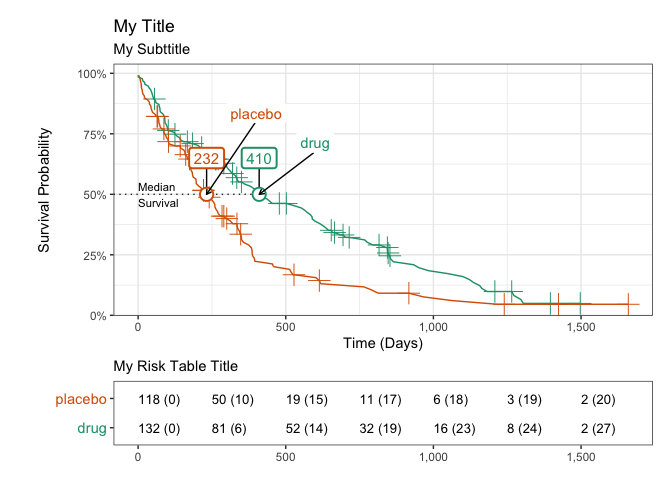 My Title
My Subttitle
100%
75%
50%
25%
0%
Survival Probability
placebo
drug
232
410
Median
Survival
0 500 1,000 1,500
Time (Days)
My Risk Table Title
placebo 118 (0) 50 (10) 19 (15) 11 (17) 6 (18) 3 (19) 2 (20)
drug 132 (0) 81 (6) 52 (14) 32 (19) 16 (23) 8 (24) 2 (27)
0 500 1,000 1,500